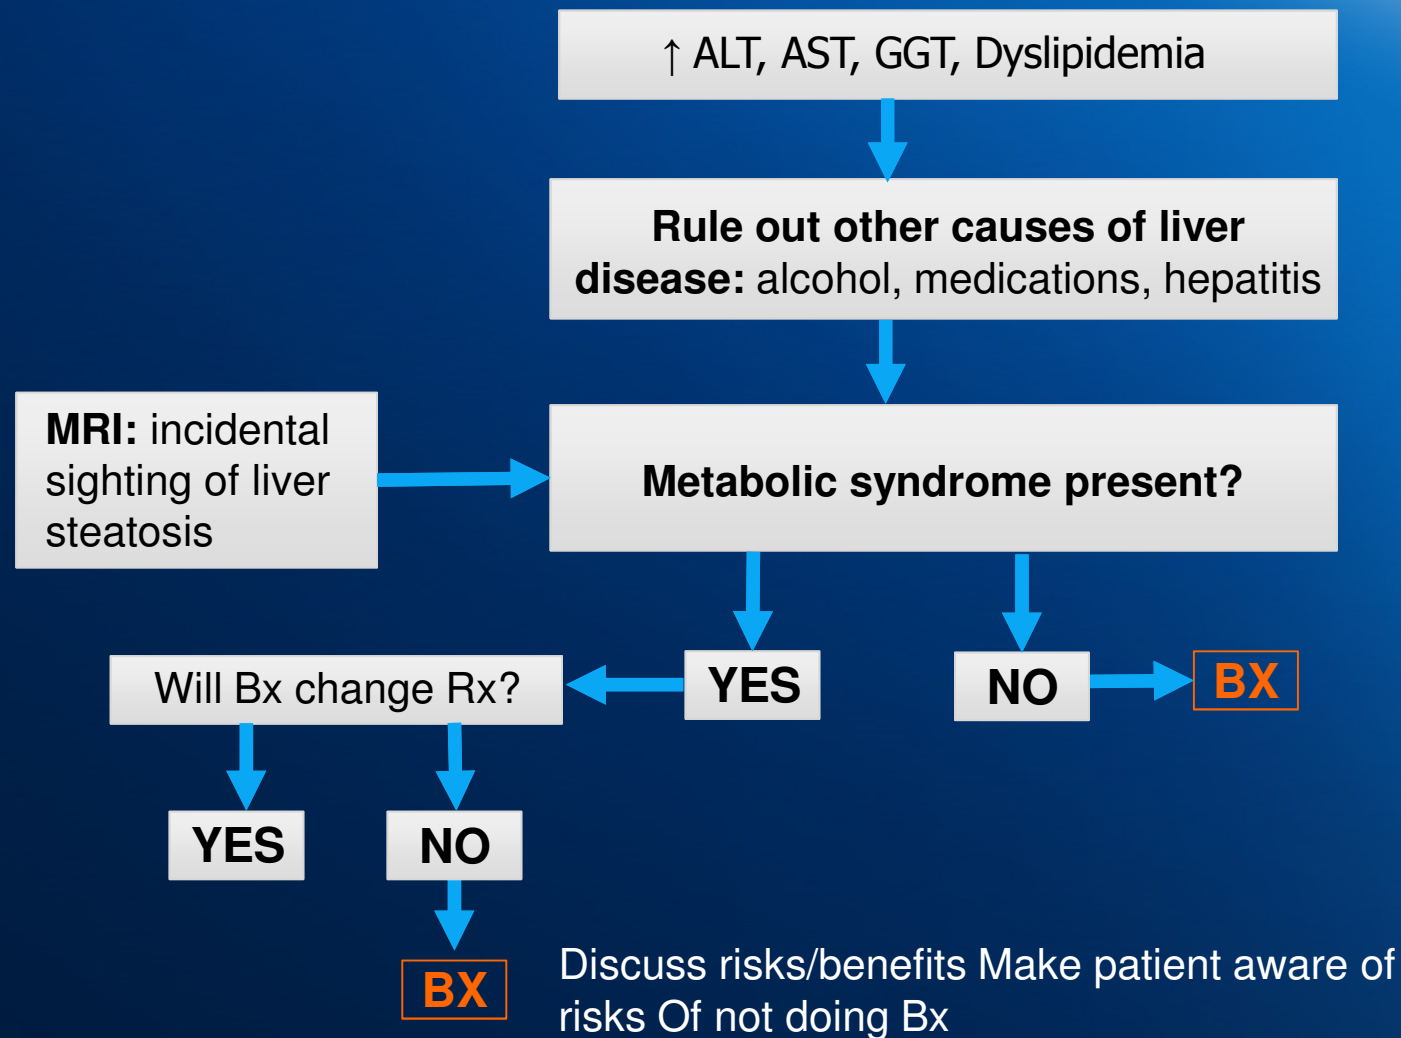 ↑ ALT, AST, GGT, Dyslipidemia
Rule out other causes of liver
disease: alcohol, medications, hepatitis
MRI: incidental
sighting of liver
steatosis
Metabolic syndrome present?
Will Bx change Rx?
YES
NO
BX
YES
NO
BX
Discuss risks/benefits Make patient aware of
risks Of not doing Bx